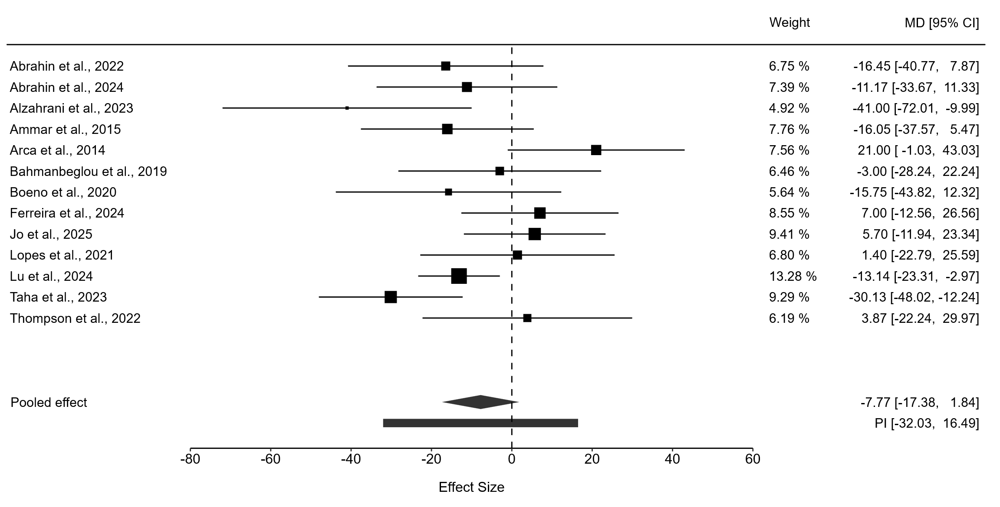 Weight MD [95% CI]
Abrahin et al., 2022 6.75 % -16.45 [-40.77, 7.87]
Abrahin et al., 2024 7.39 % -11.17 [-33.67, 11.33]
Alzahrani et al., 2023 4.92 % -41.00 [-72.01, -9.99]
Ammar et al., 2015 7.76 % -16.05 [-37.57, 5.47]
Arca et al., 2014 7.56 % 21.00 [ -1.03, 43.03]
Bahmanbeglou et al., 2019 6.46 % -3.00 [-28.24, 22.24]
Boeno et al., 2020 5.64 % -15.75 [-43.82, 12.32]
Ferreira et al., 2024 8.55 % 7.00 [-12.56, 26.56]
Jo et al., 2025 9.41 % 5.70 [-11.94, 23.34]
Lopes et al., 2021 6.80 % 1.40 [-22.79, 25.59]
Lu et al., 2024 13.28 % -13.14 [-23.31, -2.97]
Taha et al., 2023 9.29 % -30.13 [-48.02, -12.24]
Thompson et al., 2022 6.19 % 3.87 [-22.24, 29.97]
Pooled effect -7.77 [-17.38, 1.84]
PI [-32.03, 16.49]
-80 -60 -40 -20 0 20 40 60
Effect Size